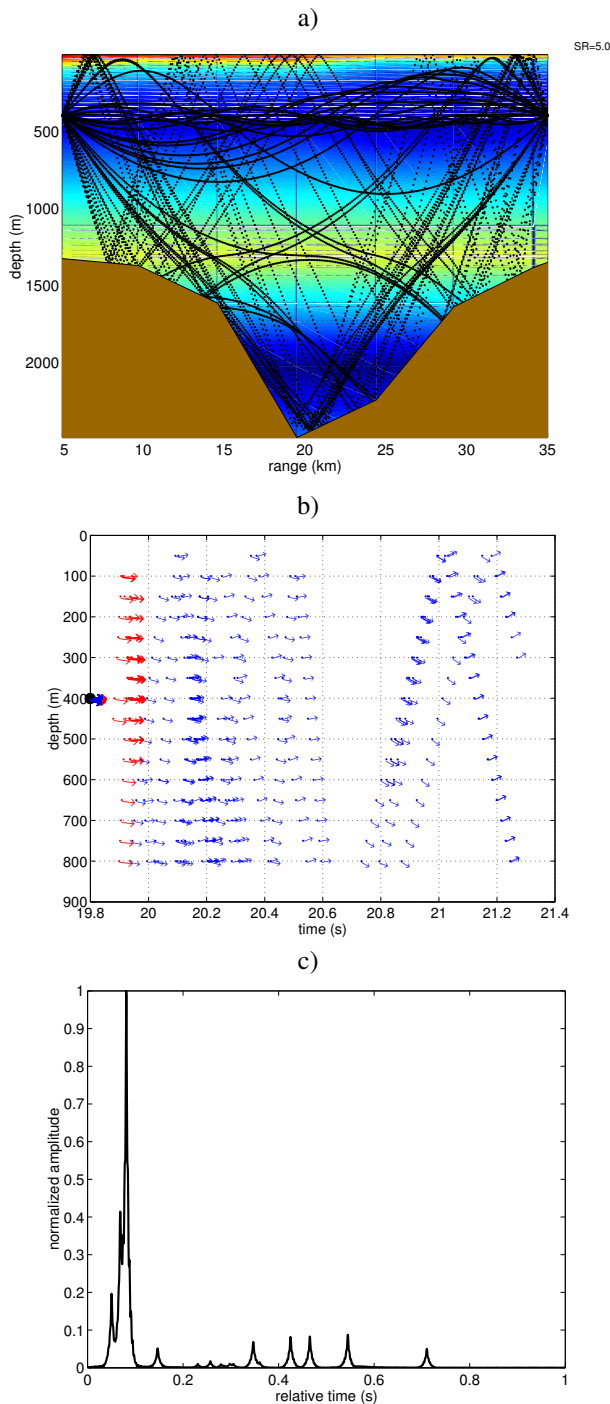 a)
SR=5.0
500
1000
1500
2000
depth (m)
5 10 15 20 25 30 35
range (km)
b)
0
100
200
300
400
500
600
700
800
900
depth (m)
19.8 20 20.2 20.4 20.6 20.8 21 21.2 21.4
time (s)
c)
1
0.9
0.8
0.7
0.6
0.5
0.4
0.3
0.2
0.1
0
normalized amplitude
0 0.2 0.4 0.6 0.8 1
relative time (s)